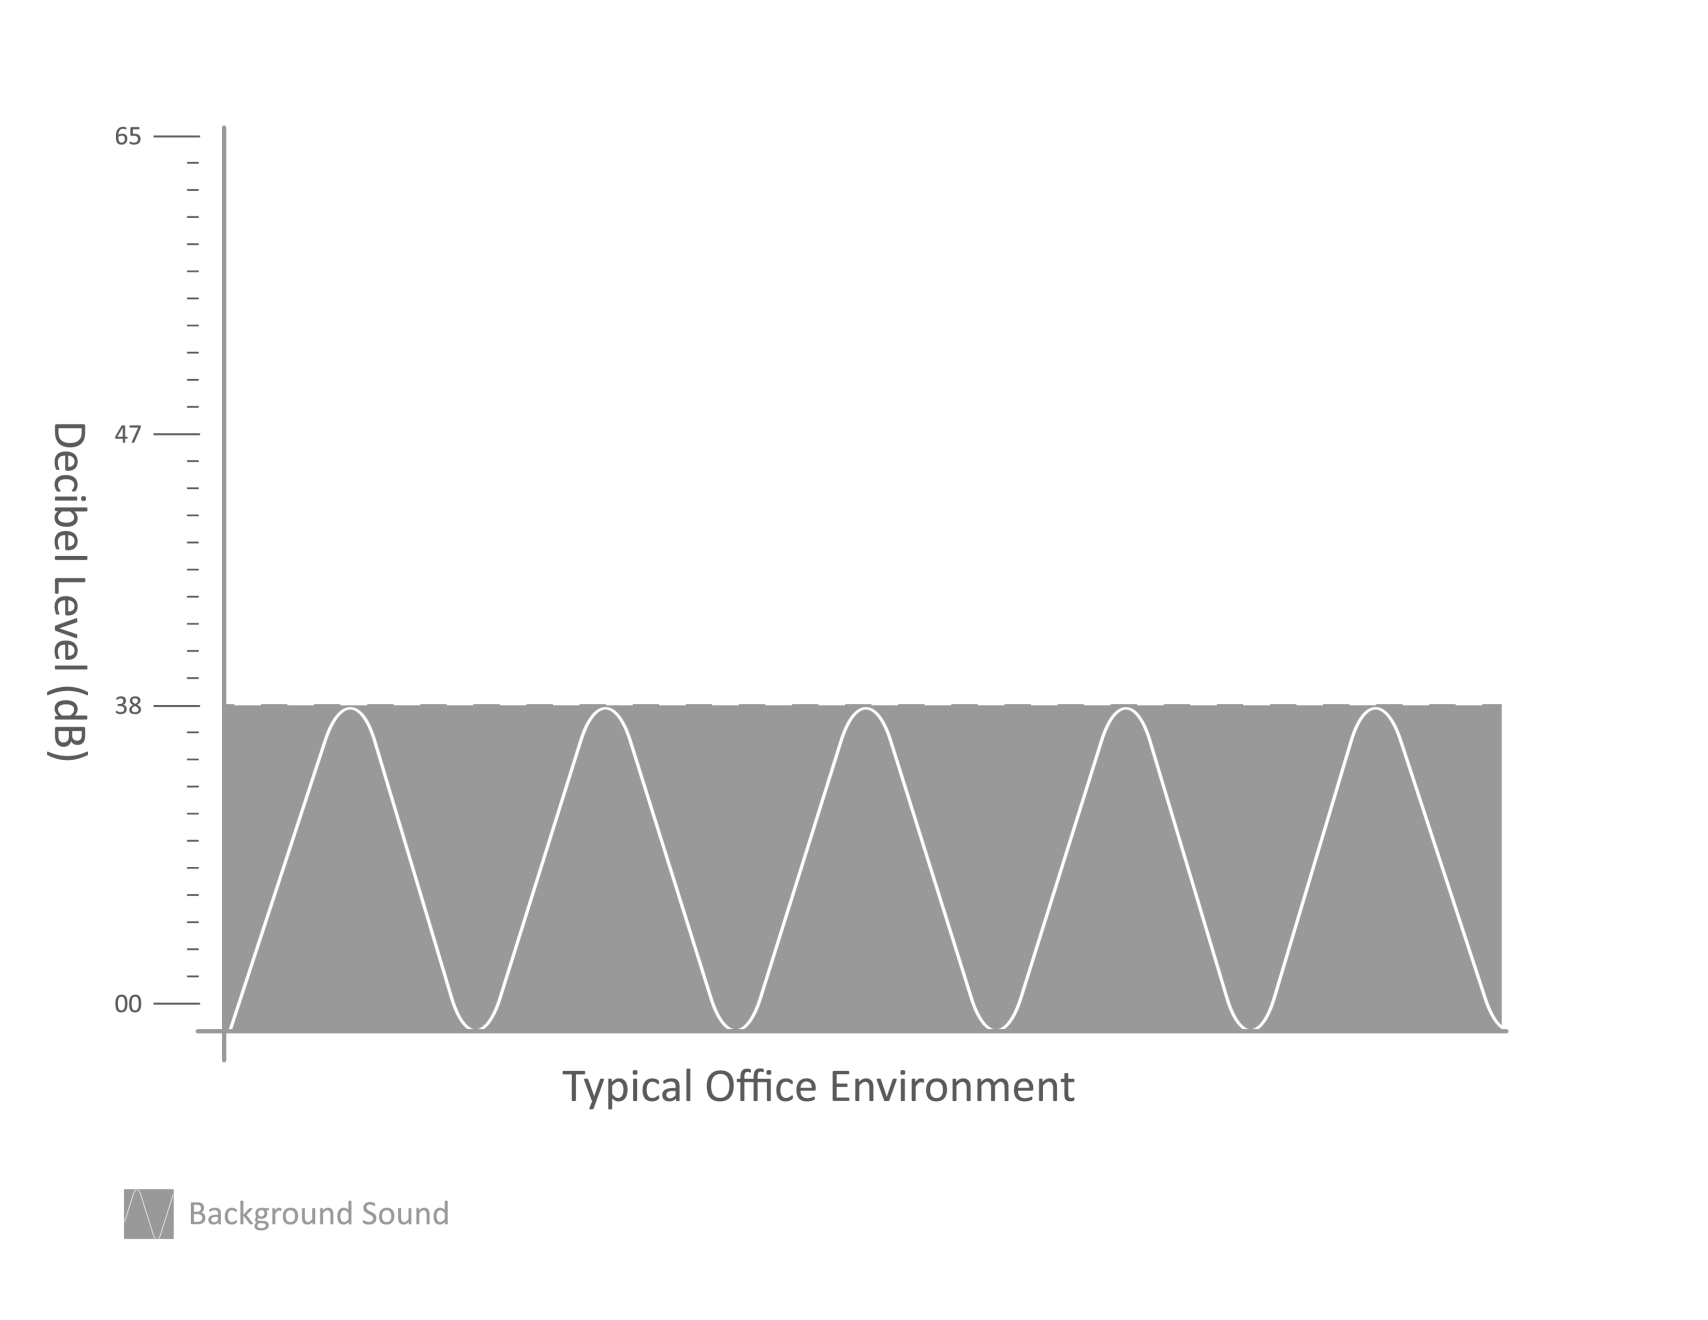 65
47
38
00
Decibel Level (dB)
Typical Office Environment
Background Sound